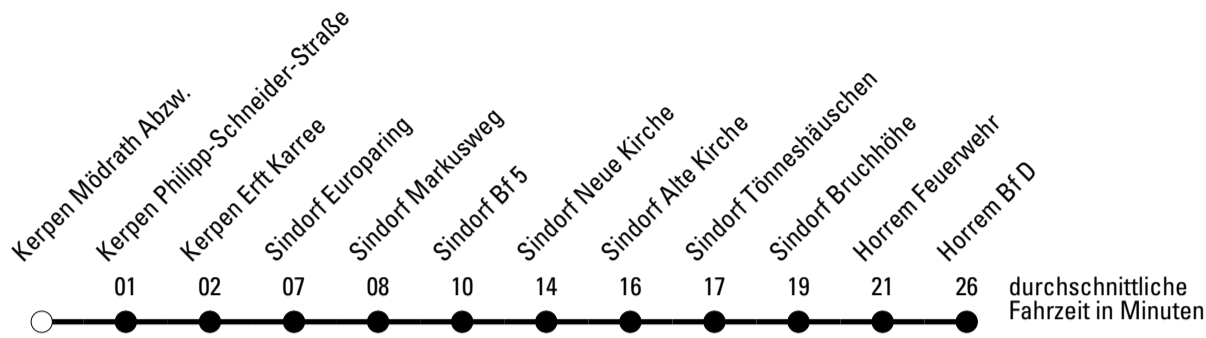 Kerpen Mödrath Abzw.
Kerpen Philipp-Schneider-Straße
Kerpen Erft Karree
Sindorf Europaring
Sindorf Markusweg
Sindorf Bf 5
Sindorf Neue Kirche
Sindorf Alte Kirche
Sindorf Tönneshäuschen
Sindorf Bruchhöhe
Horrem Feuerwehr
Horrem Bf D
01 02 07 08 10 14 16 17 19 21 26
durchschnittliche
Fahrzeit in Minuten